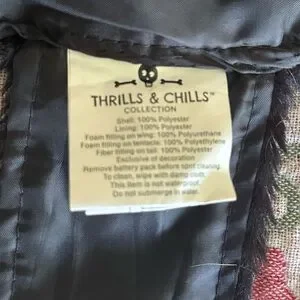 THRILLS & CHILLS™
COLLECTION
Shell: 100% Polyester
Lining: 100% Polyester
Foam filling on wing: 100% Polyurethane
Foam filling on tentacle: 100% Polyethylene
Fiber filling on tail: 100% Polyester
Exclusive of decoration
Remove battery pack before spot cleaning.
To clean, wipe with damp cloth.
This item is not waterproof.
Do not submerge in water.